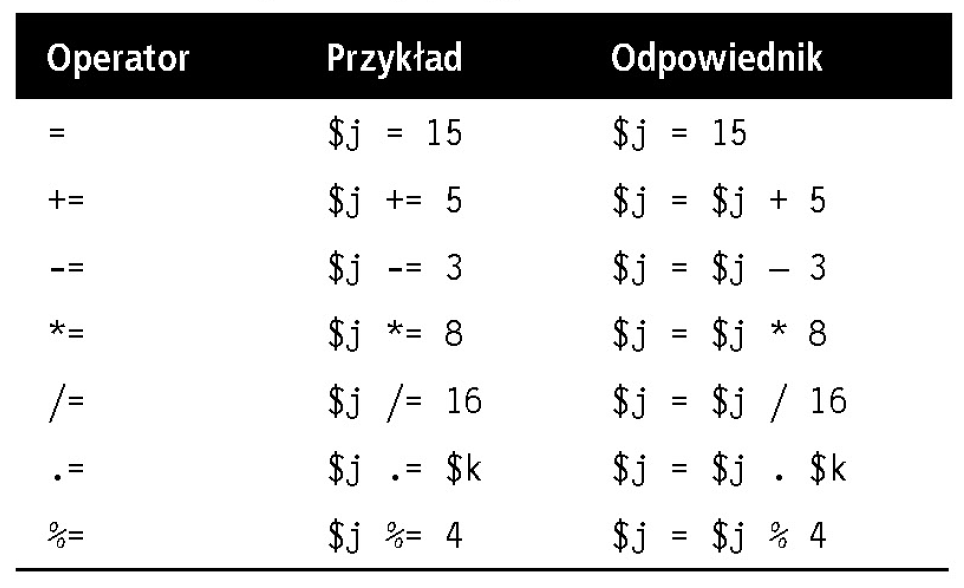 Operator Przykład Odpowiednik
= $j = 15 $j = 15
+= $j += 5 $j = $j + 5
-= $j -= 3 $j = $j – 3
*= $j *= 8 $j = $j * 8
/= $j /= 16 $j = $j / 16
.= $j .= $k $j = $j . $k
%= $j %= 4 $j = $j % 4